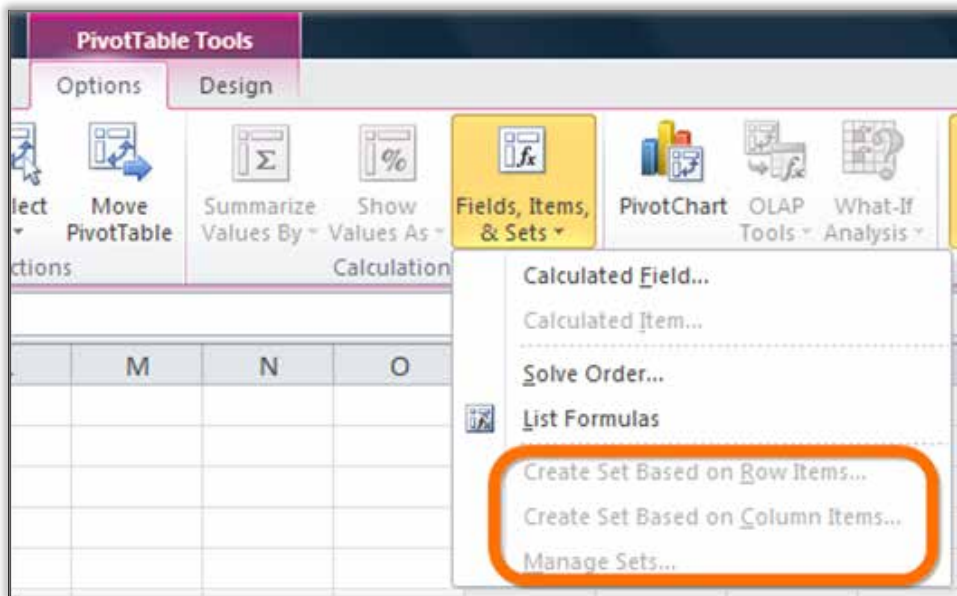 PivotTable Tools
Options Design
lect
Move
PivotTable
Summarize
Values By
Show
Values As
Fields, Items,
& Sets
PivotChart
OLAP
Tools
What-If
Analysis
ctions
Calculation
Calculated Field...
Calculated Item...
Solve Order...
List Formulas
Create Set Based on Row Items...
Create Set Based on Column Items...
Manage Sets...
M N O